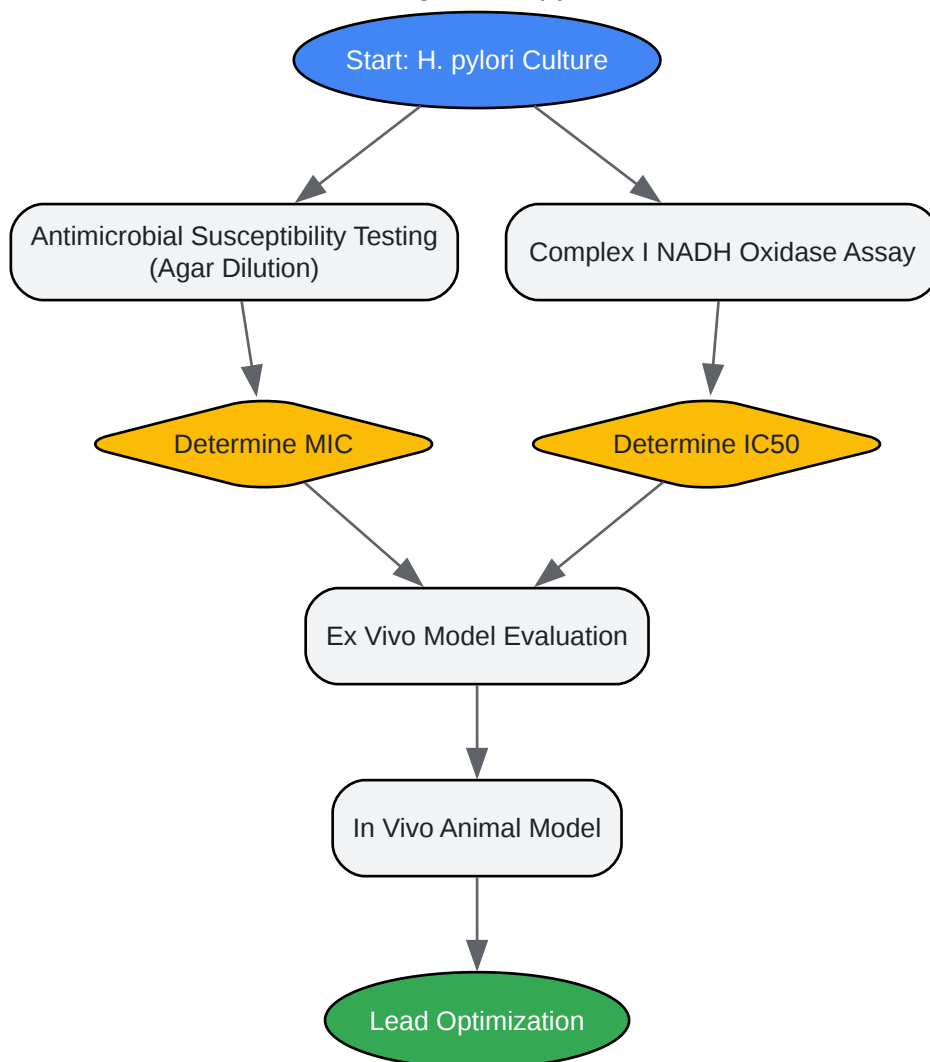 Start: H. pylori Culture
Antimicrobial Susceptibility Testing
(Agar Dilution)
Complex I NADH Oxidase Assay
Determine MIC
Determine IC50
Ex Vivo Model Evaluation
In Vivo Animal Model
Lead Optimization